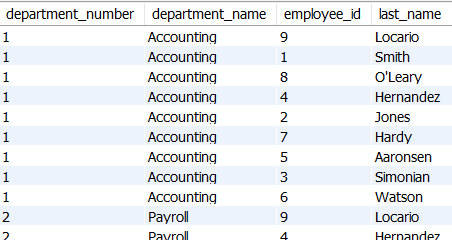 department_number department_name employee_id last_name
1 Accounting 9 Locario
1 Accounting 1 Smith
1 Accounting 8 O'Leary
1 Accounting 4 Hernandez
1 Accounting 2 Jones
1 Accounting 7 Hardy
1 Accounting 5 Aaronsen
1 Accounting 3 Simonian
1 Accounting 6 Watson
2 Payroll 9 Locario
2 Payroll 4 Hernandez